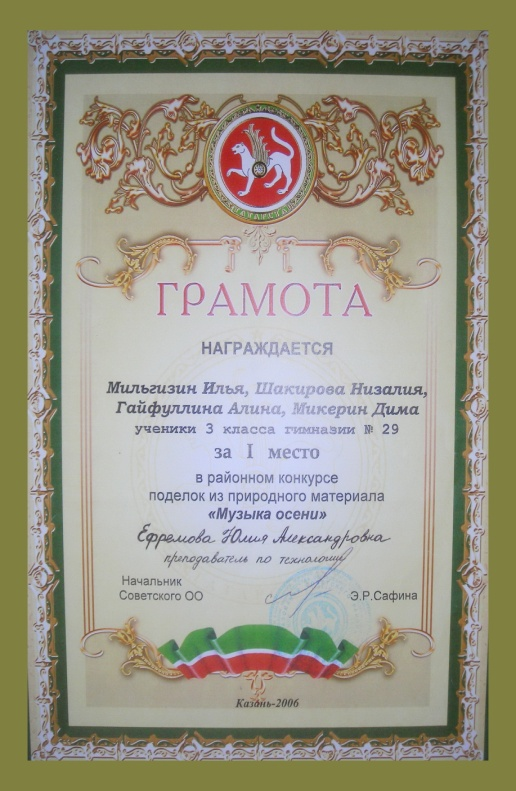 ТАТАРСТАН
ГРАМОТА
НАГРАЖДАЕТСЯ
Мильгизин Илья, Шакирова Низалия,
Гайфуллина Алина, Микерин Дима
ученики 3 класса гимназии № 29
за I место
в районном конкурсе
поделок из природного материала
«Музыка осени»
Ефремова Юлия Александровна
преподаватель по технологии
Начальник
Советского ОО Э.Р.Сафина
Казань-2006